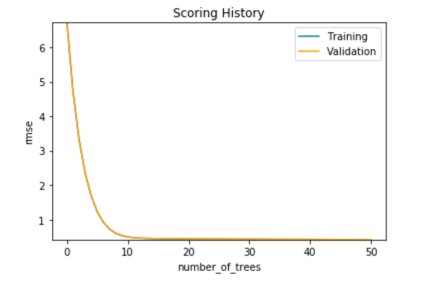 Scoring History
Training
Validation
6
5
4
3
2
1
rmse
0
10
20
30
40
50
number_of_trees